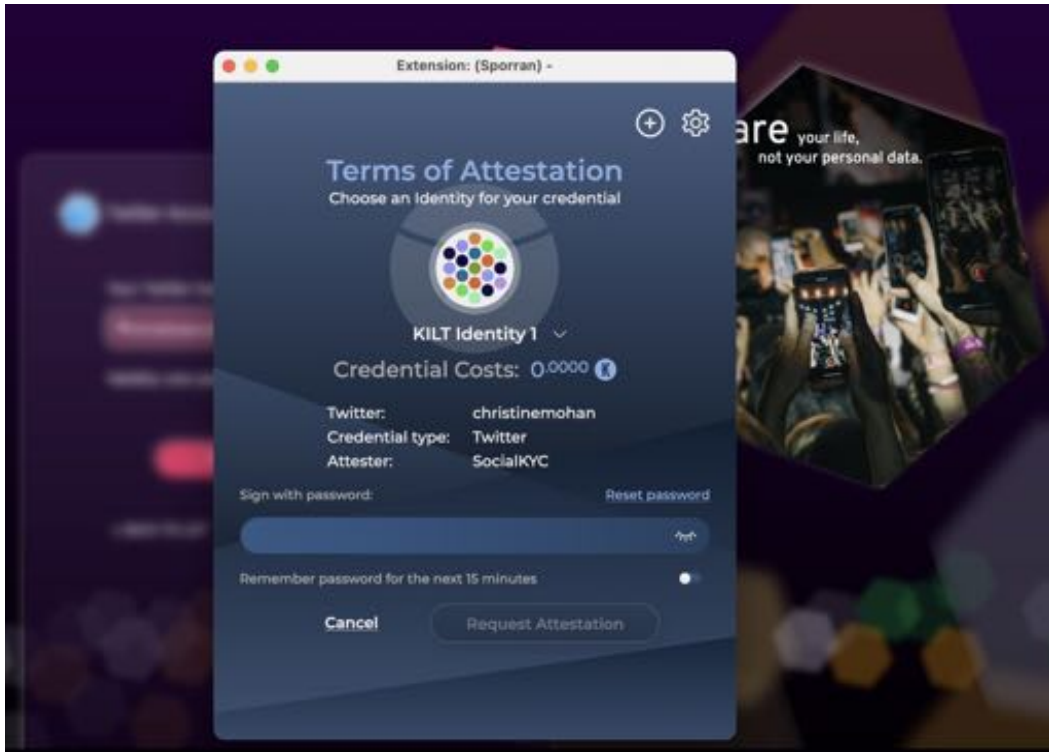 Extension: (Sporran) -
are your life,
not your personal data.
Terms of Attestation
Choose an Identity for your credential
KILT Identity 1
Credential Costs: 0.0000 K
Twitter: christinemohan
Credential type: Twitter
Attester: SocialKYC
Sign with password: Reset password
Remember password for the next 15 minutes
Cancel Request Attestation